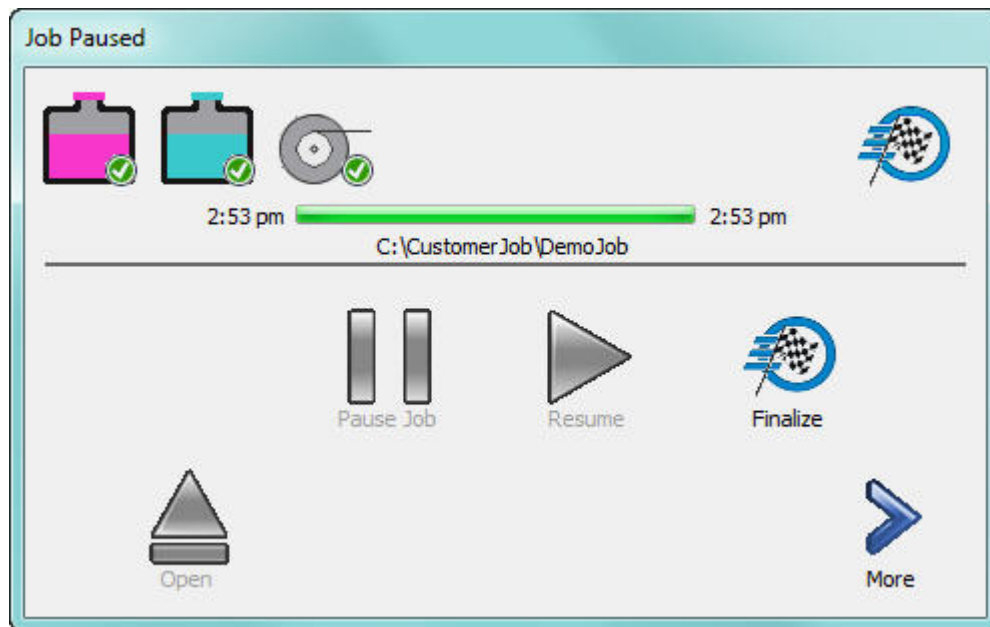 Job Paused
2:53 pm 2:53 pm
C:\CustomerJob\DemoJob
Pause Job Resume Finalize
Open More